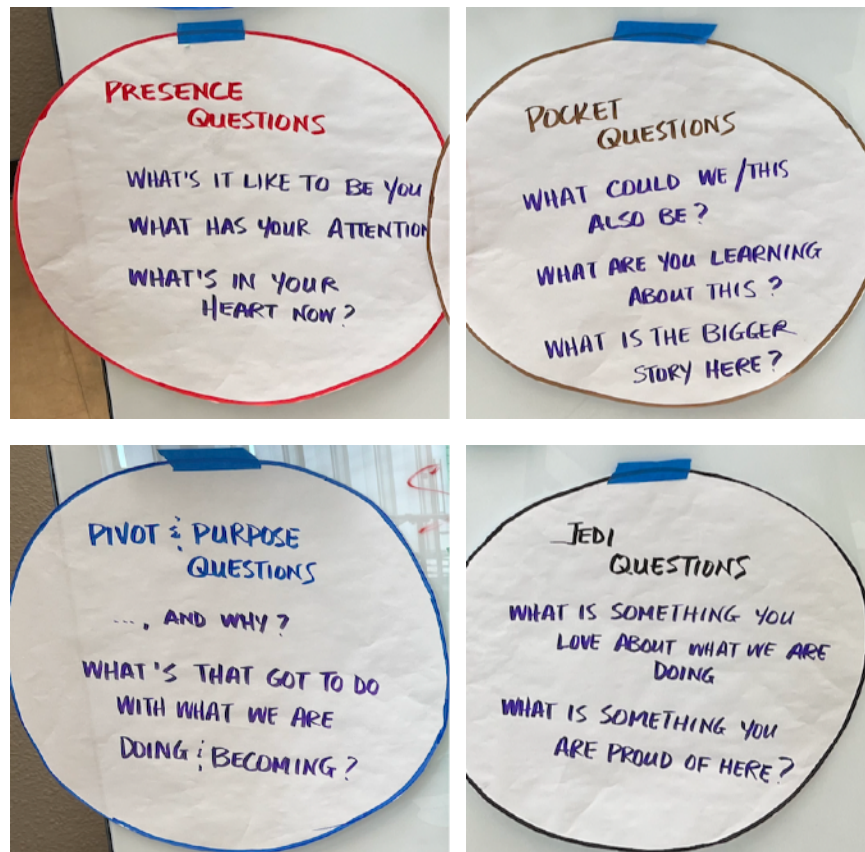 PRESENCE
QUESTIONS
WHAT'S IT LIKE TO BE YOU
WHAT HAS YOUR ATTENTION
WHAT'S IN YOUR
HEART NOW?
POCKET
QUESTIONS
WHAT COULD WE/THIS
ALSO BE?
WHAT ARE YOU LEARNING
ABOUT THIS?
WHAT IS THE BIGGER
STORY HERE?
PIVOT & PURPOSE
QUESTIONS
...., AND WHY?
WHAT'S THAT GOT TO DO
WITH WHAT WE ARE
DOING & BECOMING?
JEDI
QUESTIONS
WHAT IS SOMETHING YOU
LOVE ABOUT WHAT WE ARE
DOING
WHAT IS SOMETHING YOU
ARE PROUD OF HERE?